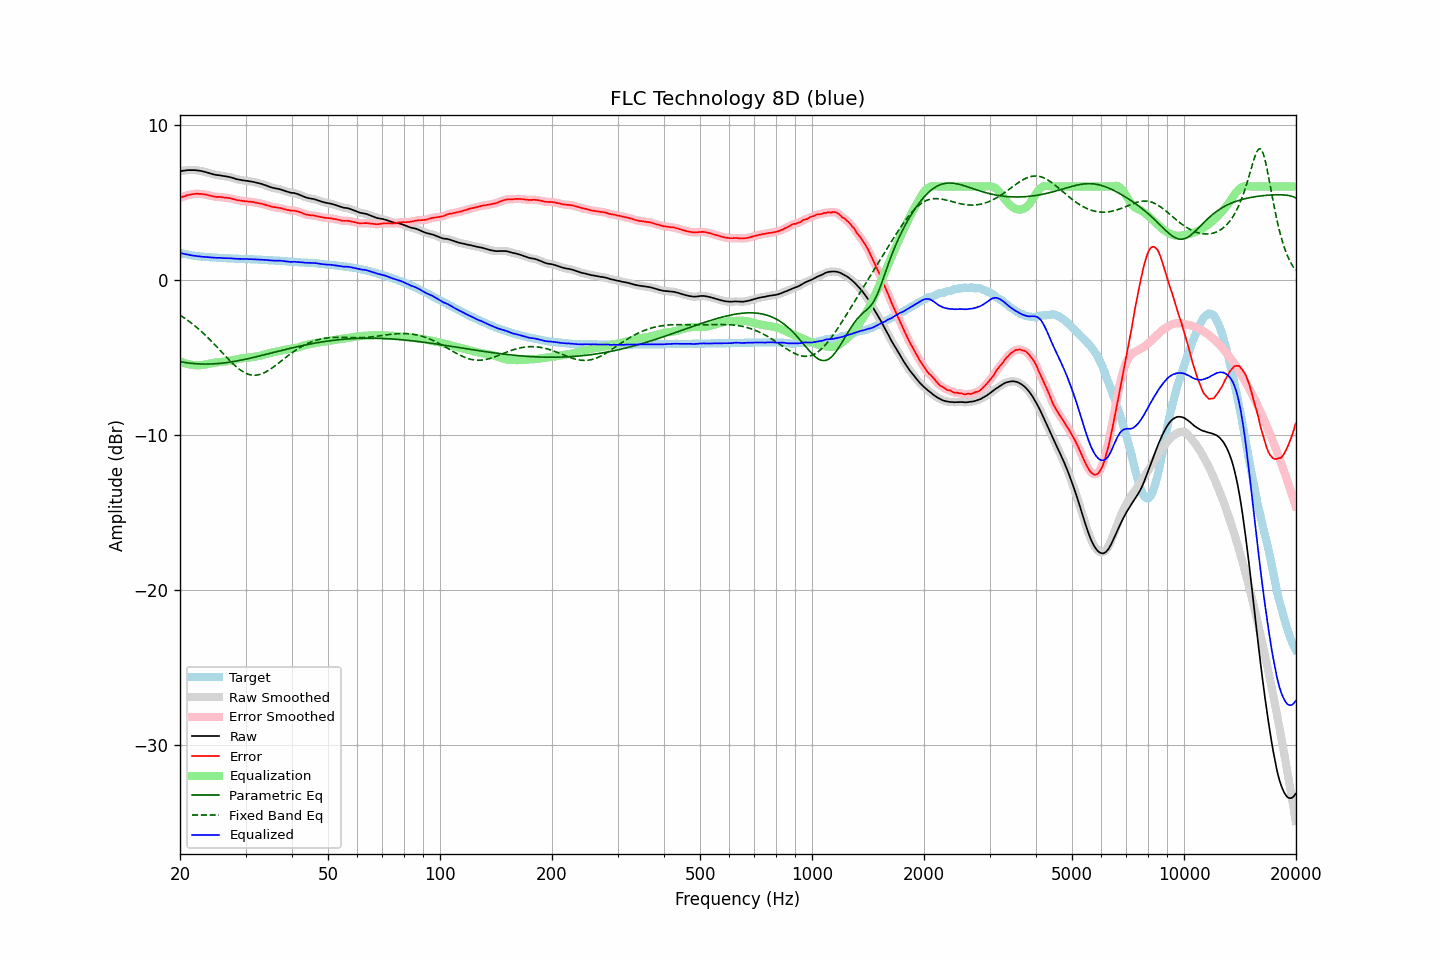 FLC Technology 8D (blue)
Amplitude (dBr)
10
0
−10
−20
−30
Target
Raw Smoothed
Error Smoothed
Raw
Error
Equalization
Parametric Eq
Fixed Band Eq
Equalized
20 50 100 200 500 1000 2000 5000 10000 20000
Frequency (Hz)